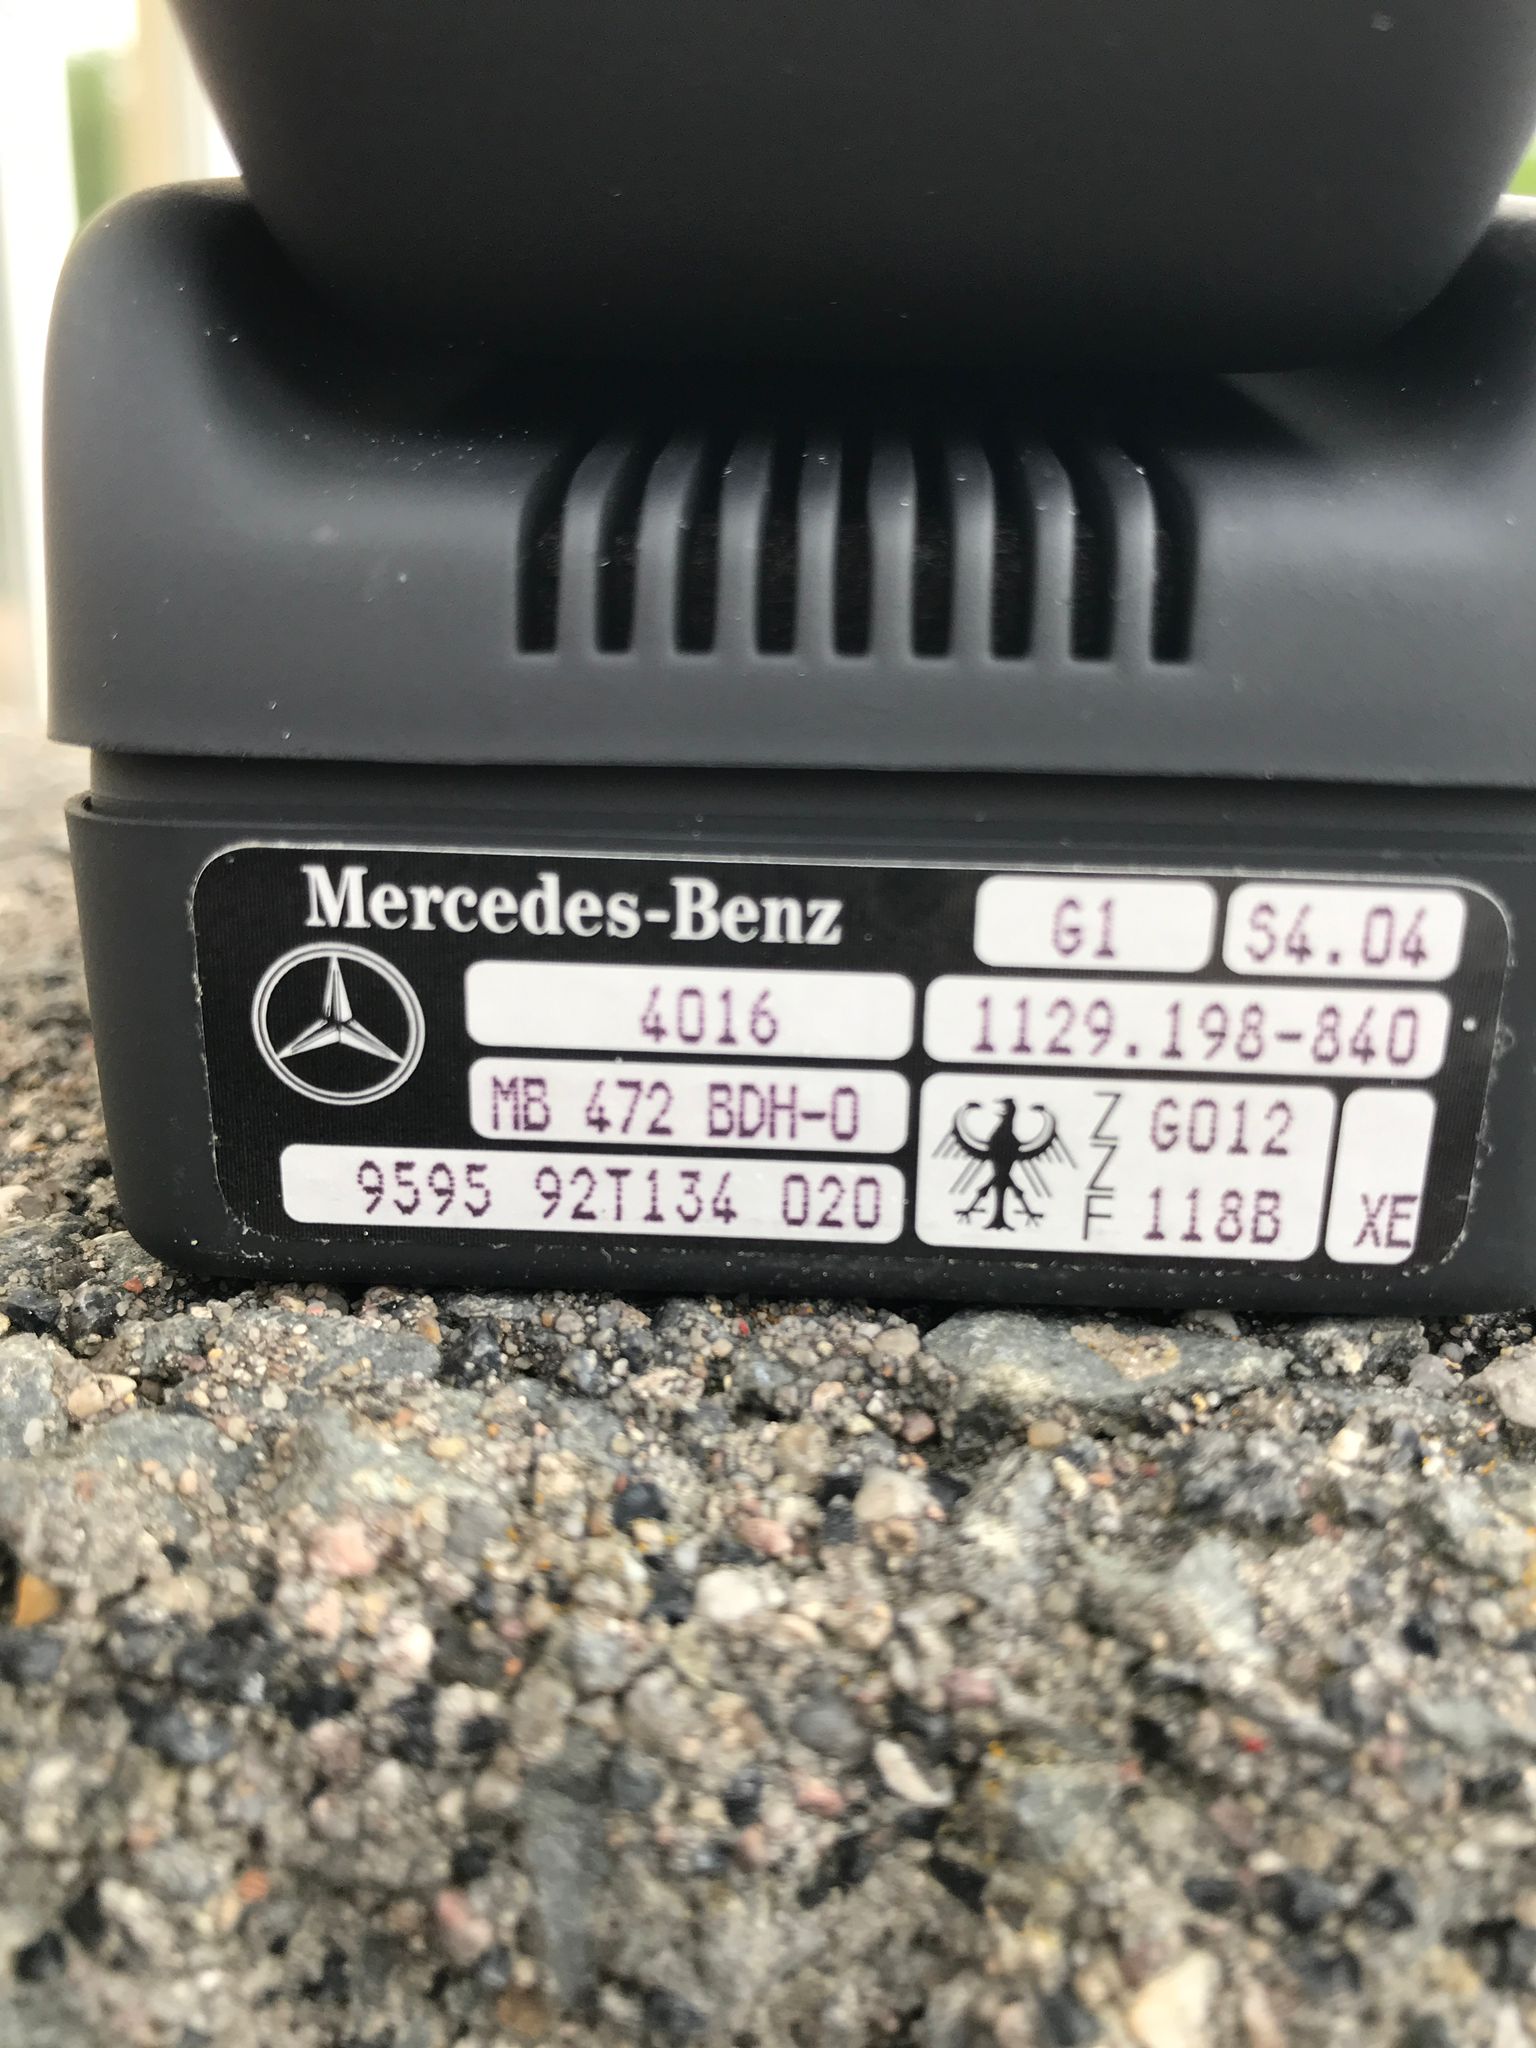 Mercedes-Benz
G1
S4.04
4016
1129.198-840
MB 472 BDH-0
ZZF
G012
118B
XE
9595 92T134 020